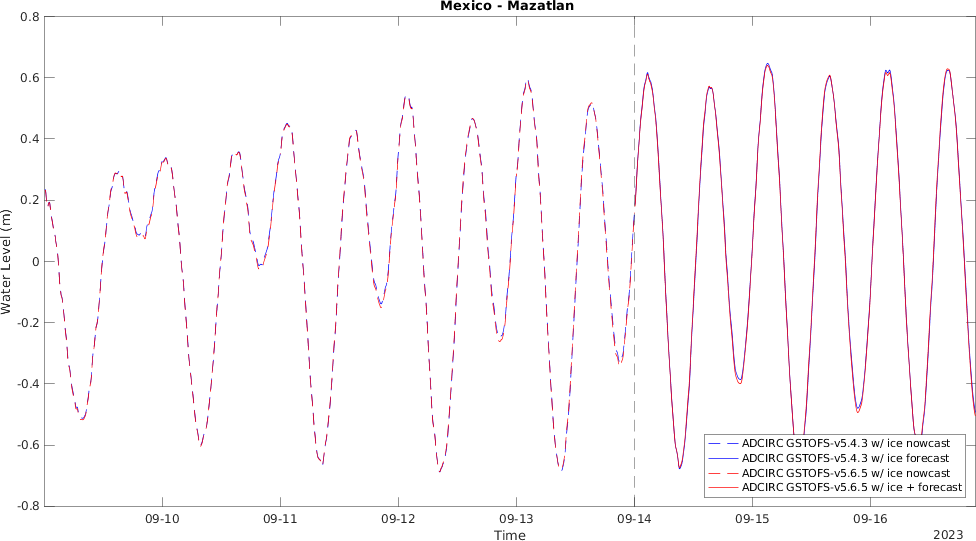 Mexico - Mazatlan
0.8
0.6
0.4
0.2
0
-0.2
-0.4
-0.6
-0.8
Water Level (m)
ADCIRC GSTOFS-v5.4.3 w/ ice nowcast
ADCIRC GSTOFS-v5.4.3 w/ ice forecast
ADCIRC GSTOFS-v5.6.5 w/ ice nowcast
ADCIRC GSTOFS-v5.6.5 w/ ice + forecast
09-10 09-11 09-12 09-13 09-14 09-15 09-16
Time
2023